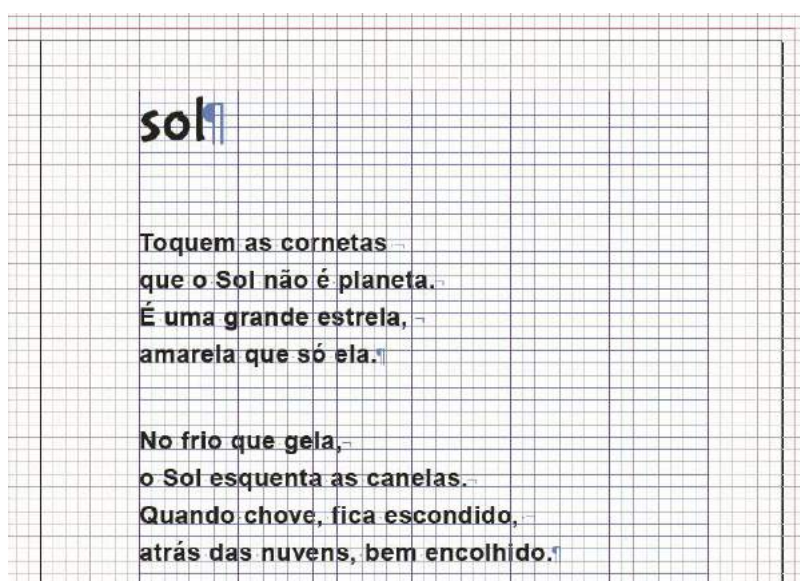 sol
Toquem as cornetas
que o Sol não é planeta.
É uma grande estrela,
amarela que só ela.
No frio que gela,
o Sol esquenta as canelas.
Quando chove, fica escondido,
atrás das nuvens, bem encolhido.